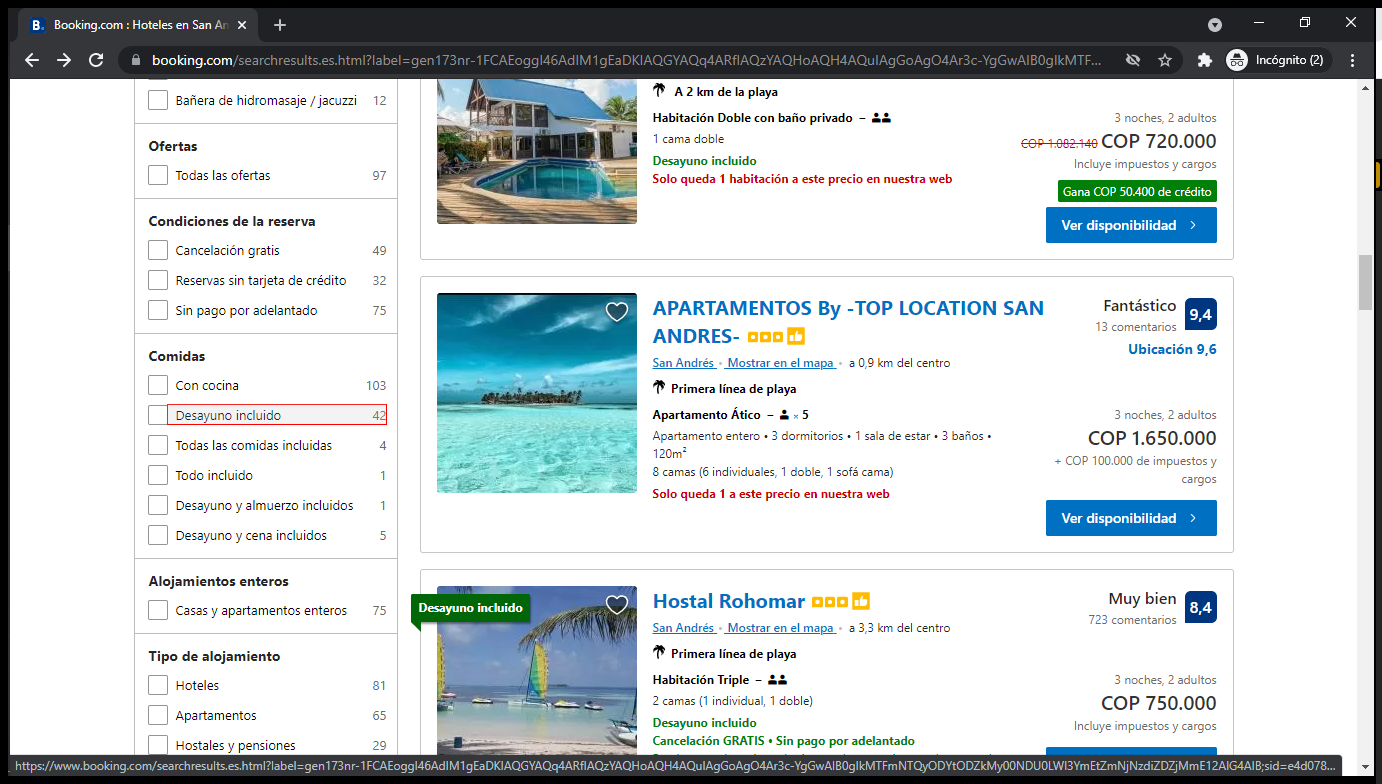 B. Booking.com : Hoteles en San An
booking.com/searchresults.es.html?label=gen173nr-1FCAEoggI46AdIM1gEaDKIAQGYAQq4ARfIAQzYAQHoAQH4AQuIAgGoAgO4Ar3c-YgGwAIB0gIkMTF...
Incógnito (2)
Bañera de hidromasaje / jacuzzi 12
Ofertas
Todas las ofertas 97
Condiciones de la reserva
Cancelación gratis 49
Reservas sin tarjeta de crédito 32
Sin pago por adelantado 75
Comidas
Con cocina 103
Desayuno incluido 42
Todas las comidas incluidas 4
Todo incluido 1
Desayuno y almuerzo incluidos 1
Desayuno y cena incluidos 5
Alojamientos enteros
Casas y apartamentos enteros 75
Tipo de alojamiento
Hoteles 81
Apartamentos 65
Hostales y pensiones 29
A 2 km de la playa
Habitación Doble con baño privado –
1 cama doble
Desayuno incluido
Solo queda 1 habitación a este precio en nuestra web
3 noches, 2 adultos
COP 1.082.140 COP 720.000
Incluye impuestos y cargos
Gana COP 50.400 de crédito
Ver disponibilidad
APARTAMENTOS By -TOP LOCATION SAN
ANDRES-
San Andrés • Mostrar en el mapa • a 0,9 km del centro
Primera línea de playa
Apartamento Ático – × 5
Apartamento entero • 3 dormitorios • 1 sala de estar • 3 baños •
120m²
8 camas (6 individuales, 1 doble, 1 sofá cama)
Solo queda 1 a este precio en nuestra web
Fantástico 9,4
13 comentarios
Ubicación 9,6
3 noches, 2 adultos
COP 1.650.000
+ COP 100.000 de impuestos y
cargos
Ver disponibilidad
Desayuno incluido
Hostal Rohomar
San Andrés • Mostrar en el mapa • a 3,3 km del centro
Primera línea de playa
Habitación Triple –
2 camas (1 individual, 1 doble)
Desayuno incluido
Cancelación GRATIS • Sin pago por adelantado
Muy bien 8,4
723 comentarios
3 noches, 2 adultos
COP 750.000
Incluye impuestos y cargos